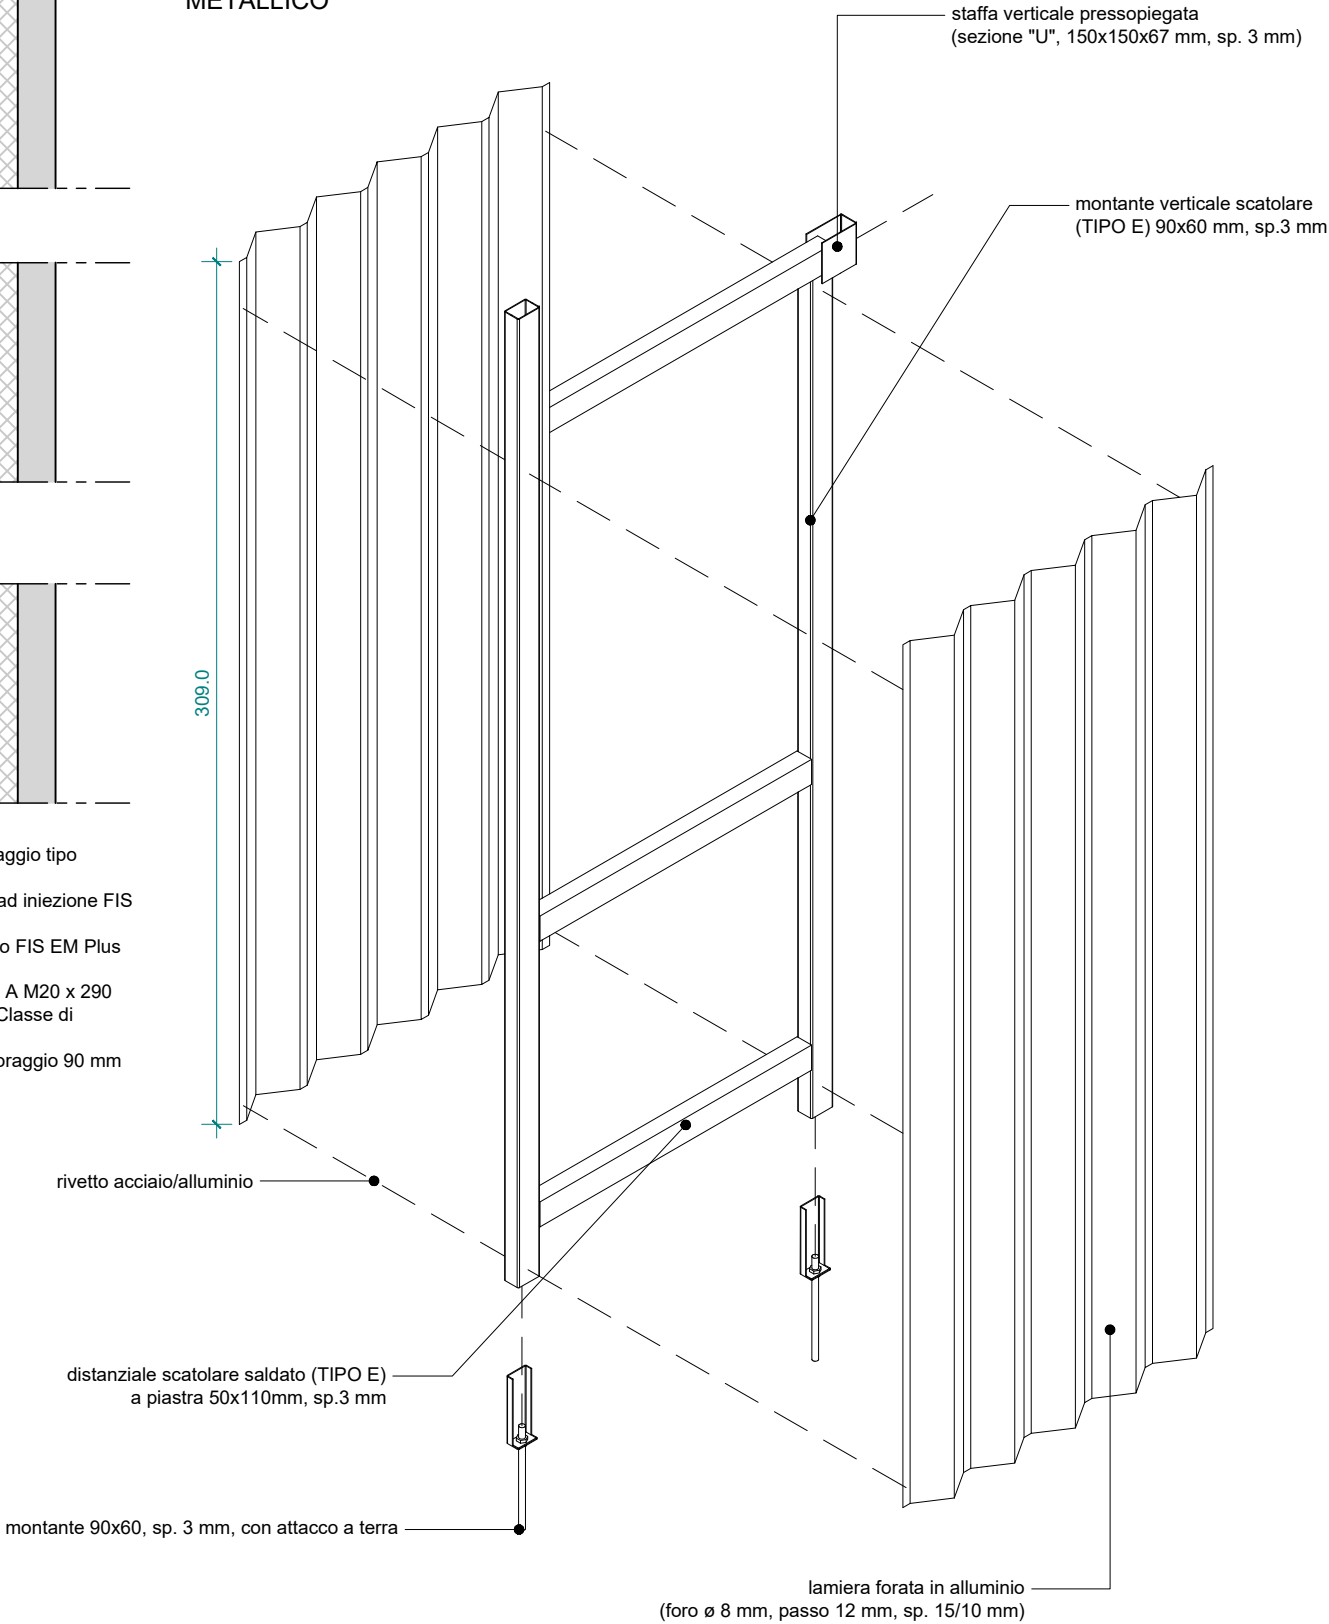 METALLICO
staffa verticale pressopiegata
(sezione "U", 150x150x67 mm, sp. 3 mm)
montante verticale scatolare
(TIPO E) 90x60 mm, sp.3 mm
309.0
aggio tipo
ad iniezione FIS
o FIS EM Plus
A M20 x 290
Classe di
oraggio 90 mm
rivetto acciaio/alluminio
distanziale scatolare saldato (TIPO E)
a piastra 50x110mm, sp.3 mm
montante 90x60, sp. 3 mm, con attacco a terra
lamiera forata in alluminio
(foro ø 8 mm, passo 12 mm, sp. 15/10 mm)